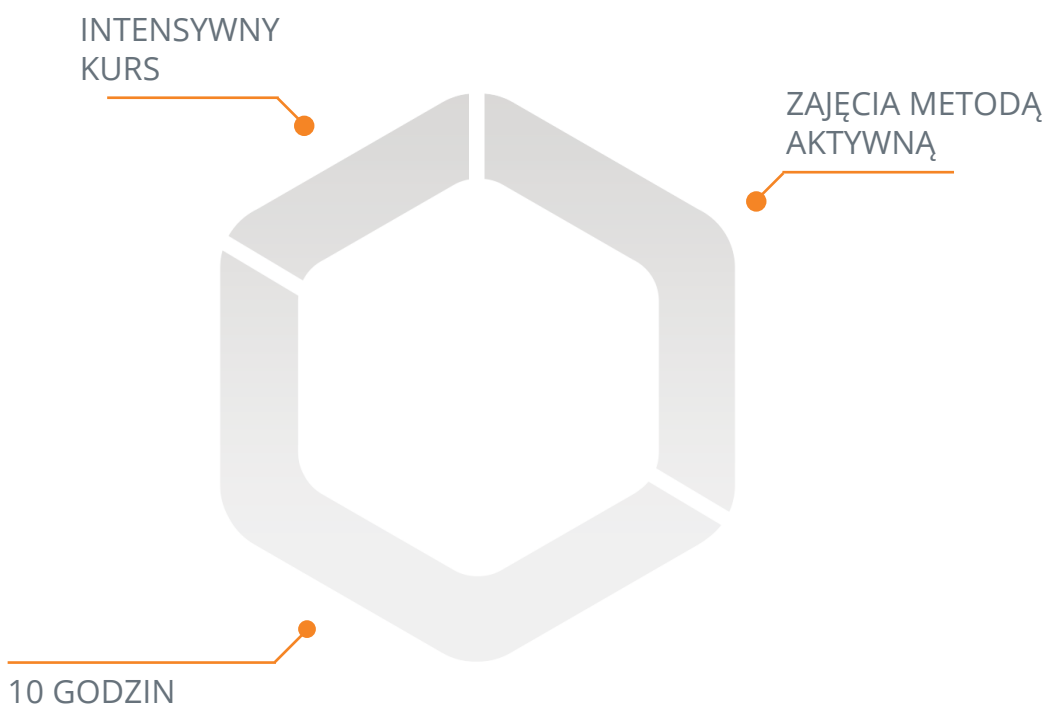 INTENSYWNY
KURS
ZAJĘCIA METODĄ
AKTYWNĄ
10 GODZIN